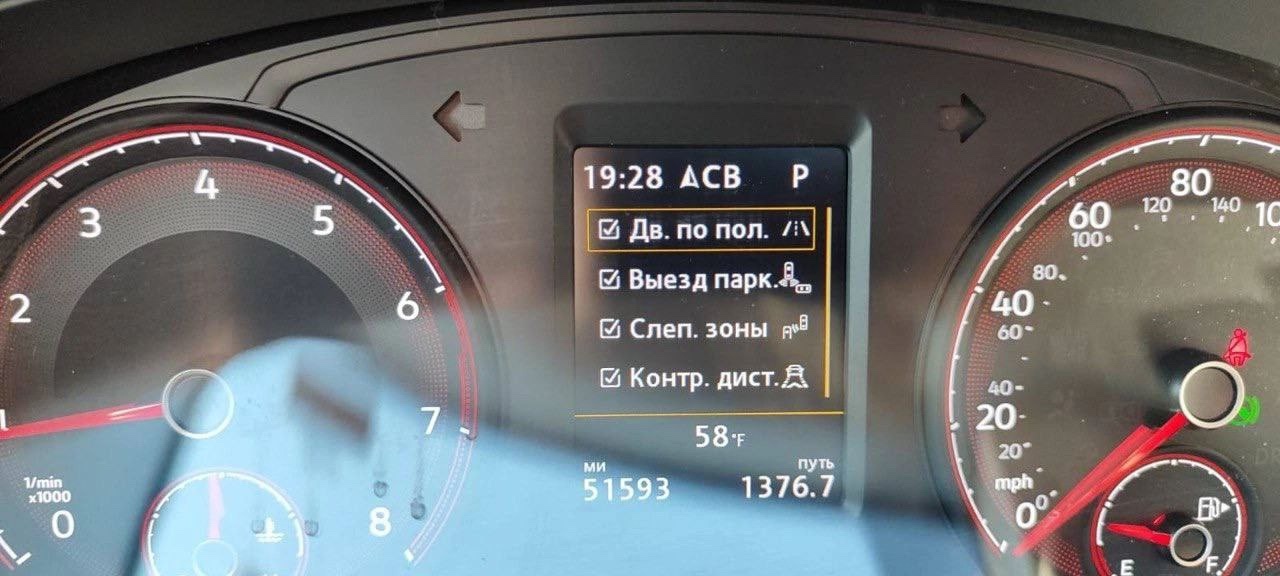 19:28 АСВ P
Дв. по пол.
Выезд парк.
Слеп. зоны
Контр. дист.
58°F
ми путь
51593 1376.7
1
2
3
4
5
6
7
8
1/min
x1000
0
80
60 120 140 10
100
80
40
60
40
20
20
mph
0 0
E F